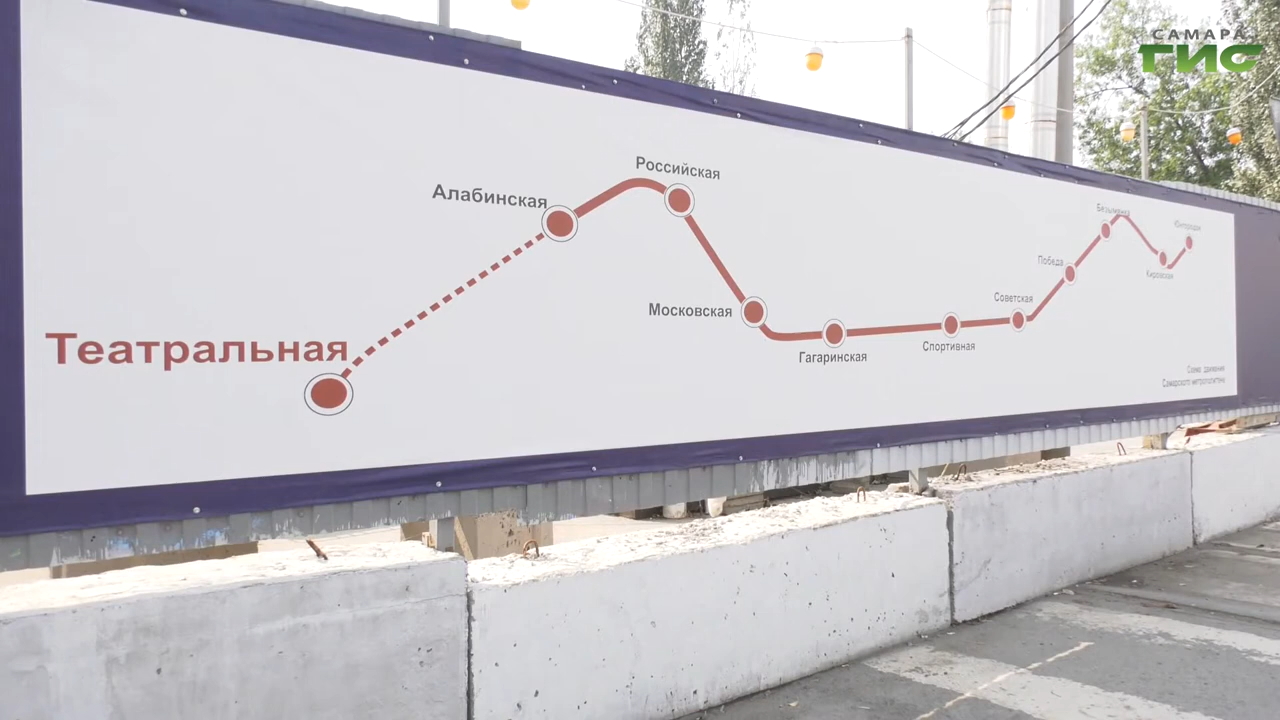 САМАРА
ГИС
Российская
Алабинская
Театральная
Московская
Гагаринская
Спортивная
Советская
Победа
Безымянка
Кировская
Юнгородок
Схема движения
Самарского метрополитена